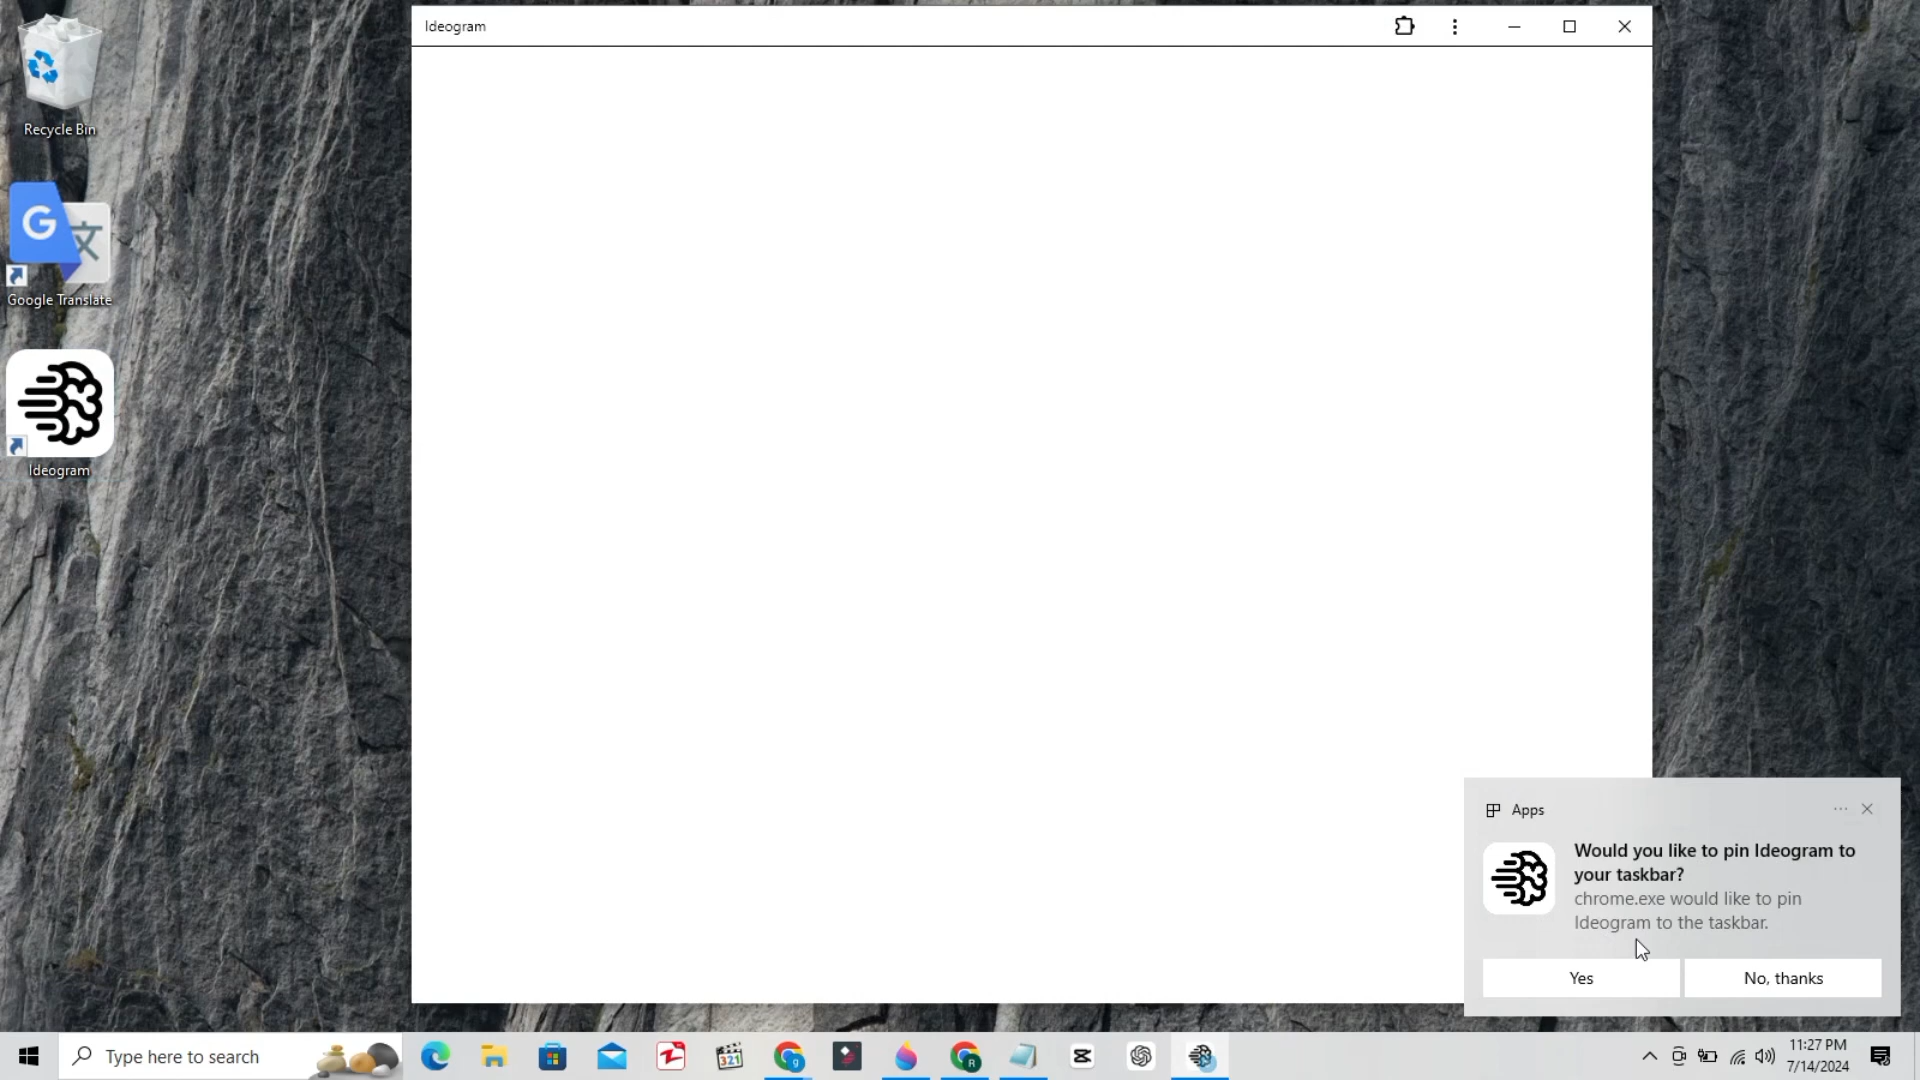 Ideogram
Recycle Bin
Google Translate
Ideogram
Apps
Would you like to pin Ideogram to
your taskbar?
chrome.exe would like to pin
Ideogram to the taskbar.
Yes
No, thanks
Type here to search
321
11:27 PM
7/14/2024